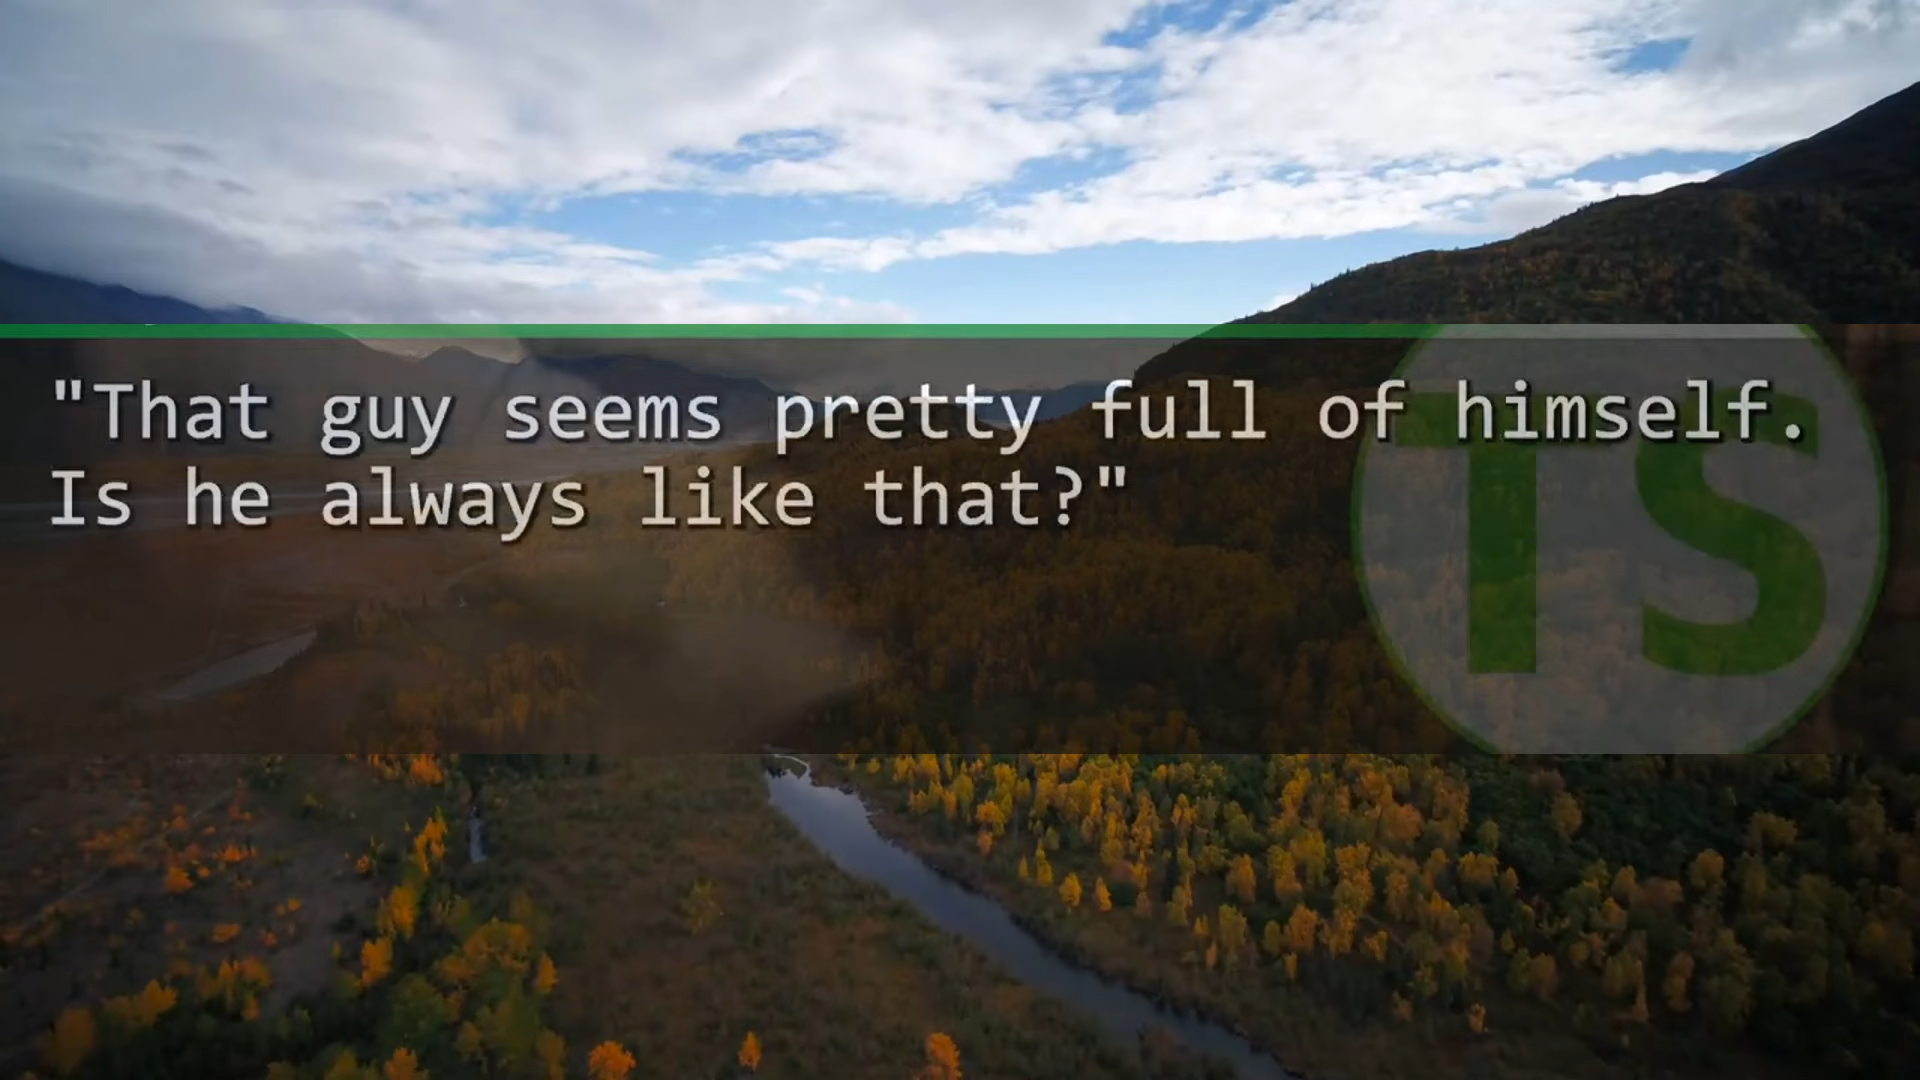 "That guy seems pretty full of himself.
Is he always like that?"
TS